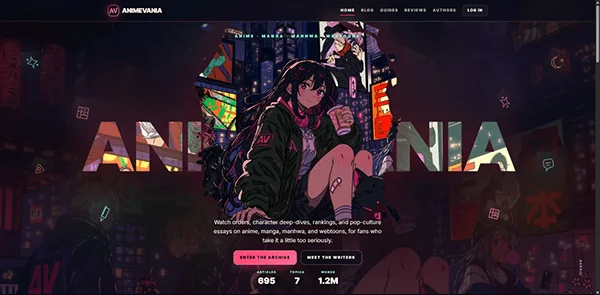 AV ANIMEVANIA
HOME BLOG GUIDES REVIEWS AUTHORS LOG IN
ANIME · MANGA · MANHWA ·
ANI NIA
AV
Watch orders, character deep-dives, rankings, and pop-culture
essays on anime, manga, manhwa, and webtoons, for fans who
take it a little too seriously.
ENTER THE ARCHIVE MEET THE WRITERS
ARTICLES TOPICS WORDS
695 7 1.2M